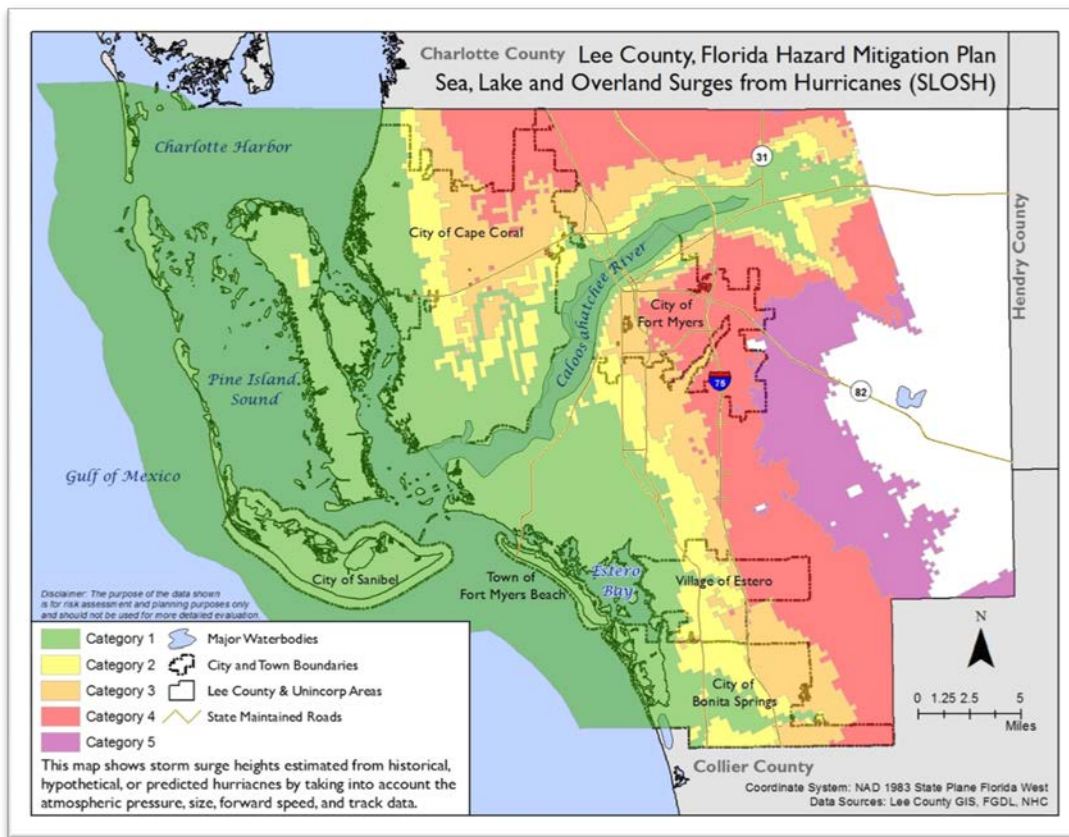 Charlotte County
Lee County, Florida Hazard Mitigation Plan
Sea, Lake and Overland Surges from Hurricanes (SLOSH)
Charlotte Harbor
31
Hendry County
City of Cape Coral
Caloosahatchee River
City of
Fort Myers
75
82
Pine Island
Sound
Gulf of Mexico
City of Sanibel
Town of
Fort Myers Beach
Estero
Bay
Village of Estero
City of
Bonita Springs
Collier County
Disclaimer: The purpose of the data shown
is for risk assessment and planning purposes only
and should not be used for more detailed evaluation.
Category 1
Category 2
Category 3
Category 4
Category 5
Major Waterbodies
City and Town Boundaries
Lee County & Unincorp Areas
State Maintained Roads
This map shows storm surge heights estimated from historical,
hypothetical, or predicted hurriacnes by taking into account the
atmospheric pressure, size, forward speed, and track data.
N
0 1.25 2.5 5
Miles
Coordinate System: NAD 1983 State Plane Florida West
Data Sources: Lee County GIS, FGDL, NHC